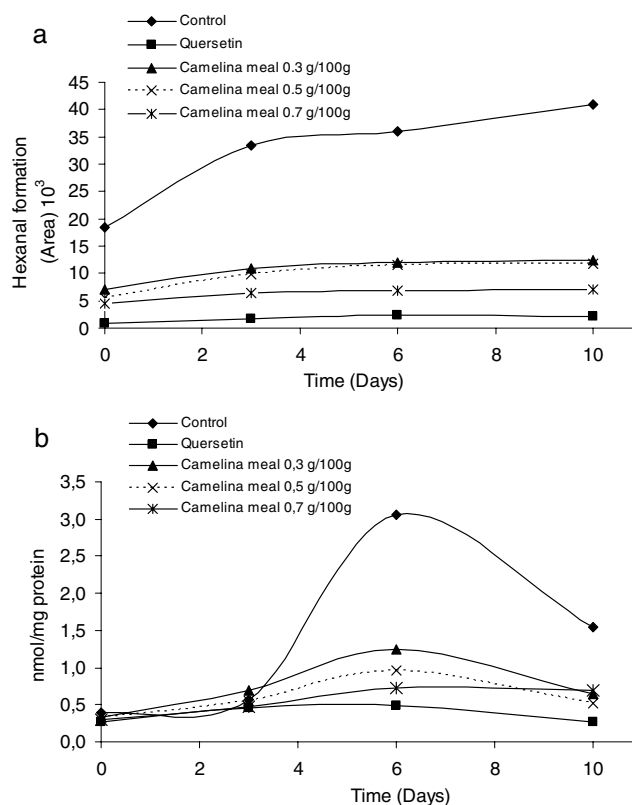 a
Control
Quersetin
Camelina meal 0.3 g/100g
Camelina meal 0.5 g/100g
Camelina meal 0.7 g/100g
45
40
35
30
25
20
15
10
5
0
Hexanal formation
(Area) 10³
0 2 4 6 8 10
Time (Days)
b
Control
Quersetin
Camelina meal 0,3 g/100g
Camelina meal 0,5 g/100g
Camelina meal 0,7 g/100g
3,5
3,0
2,5
2,0
1,5
1,0
0,5
0,0
nmol/mg protein
0 2 4 6 8 10
Time (Days)